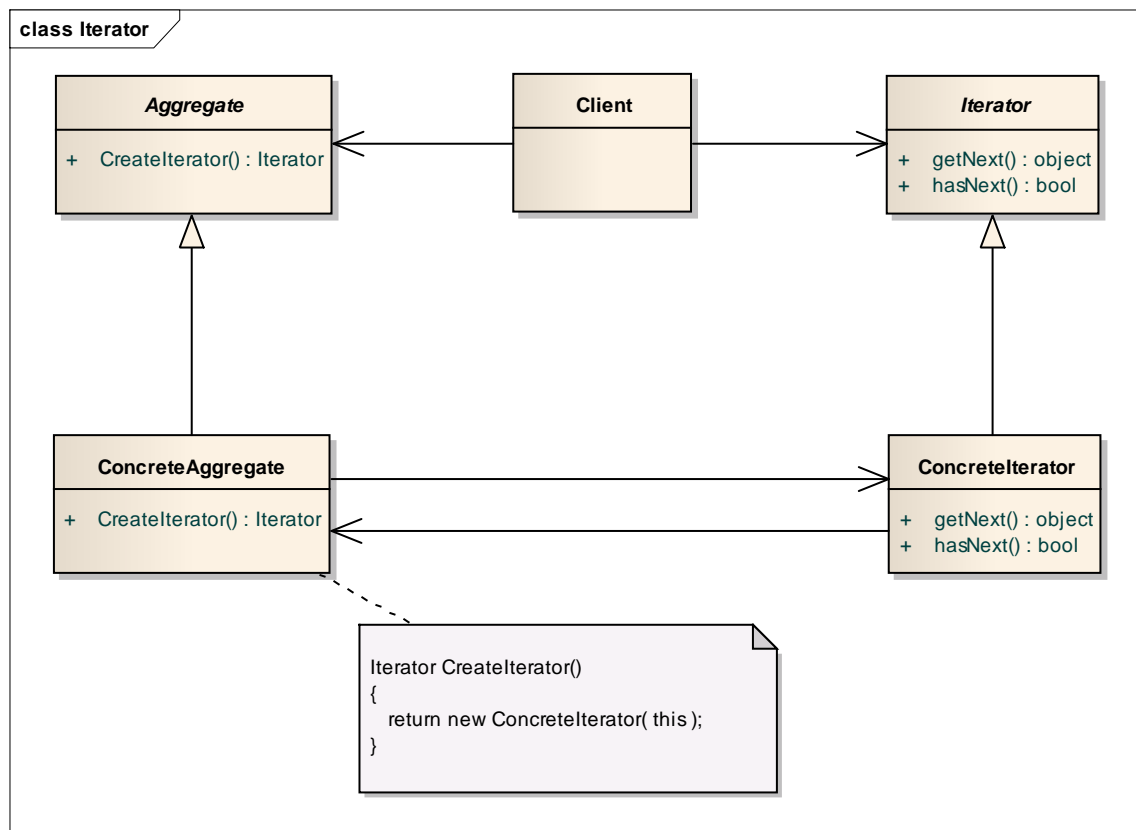 class Iterator
Aggregate
+ CreateIterator() : Iterator
Client
Iterator
+ getNext() : object
+ hasNext() : bool
ConcreteAggregate
+ CreateIterator() : Iterator
ConcreteIterator
+ getNext() : object
+ hasNext() : bool
Iterator CreateIterator()
{
return new ConcreteIterator( this );
}